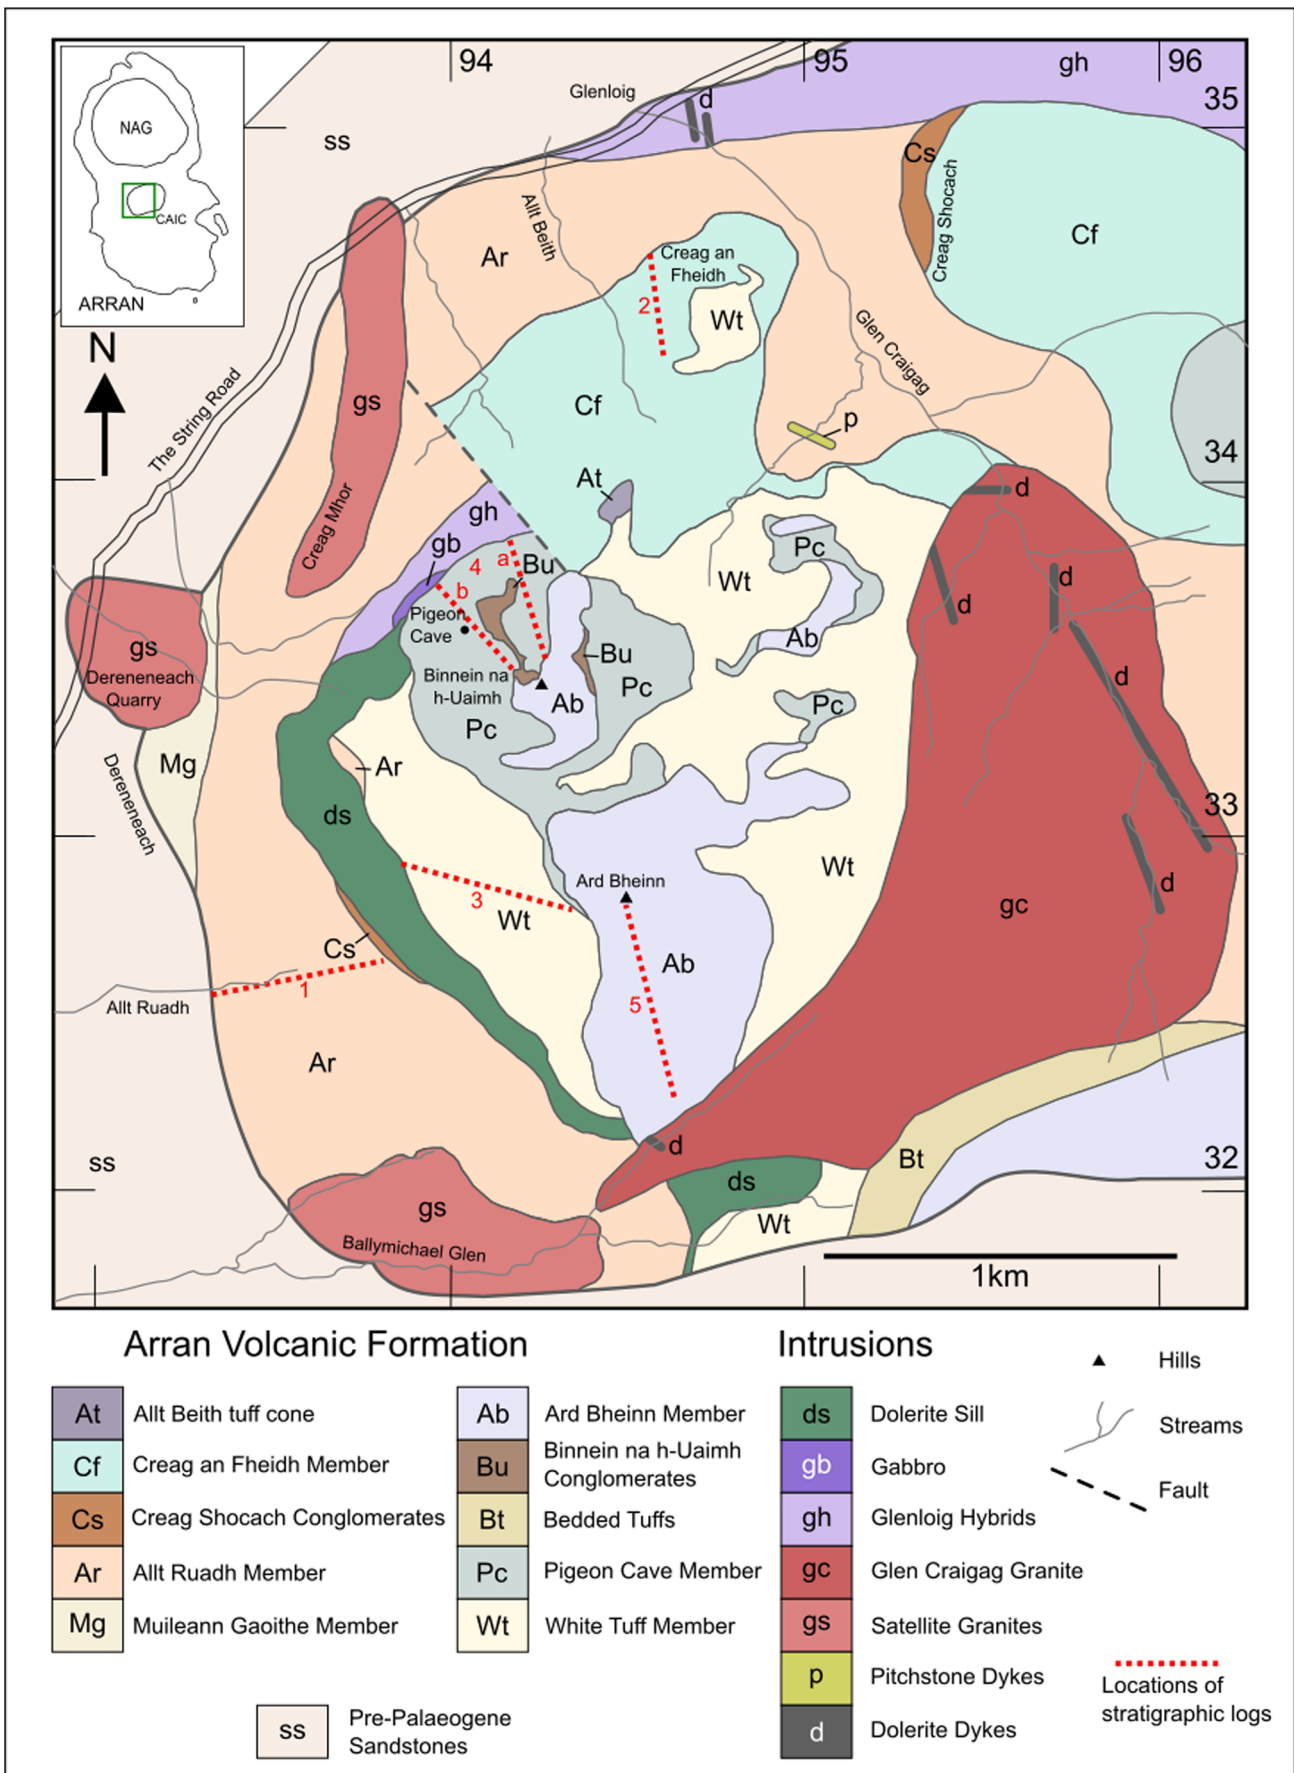 94
95
96
gh
35
Glenloig
d
NAG
CAIC
ARRAN
ss
Cs
Creag Shocach
Cf
Allt Beith
Ar
Creag an
Fheidh
2
Wt
N
Glen Craigag
The String Road
gs
Cf
p
34
At
d
Creag Mhor
gh
gb
4
a
Bu
b
Pc
Wt
d
d
Pigeon
Cave
Ab
gs
Dereneneach
Quarry
Binnein na
h-Uaimh
Bu
Pc
Ab
d
Pc
Pc
Mg
Ar
Dereneneach
ds
33
Wt
Ard Bheinn
3
d
Wt
gc
Cs
Ab
1
5
Allt Ruadh
Ar
d
ss
Bt
32
ds
gs
Wt
Ballymichael Glen
1km
Arran Volcanic Formation
At Allt Beith tuff cone
Cf Creag an Fheidh Member
Cs Creag Shocach Conglomerates
Ar Allt Ruadh Member
Mg Muileann Gaoithe Member
Ab Ard Bheinn Member
Bu Binnein na h-Uaimh
Conglomerates
Bt Bedded Tuffs
Pc Pigeon Cave Member
Wt White Tuff Member
ss Pre-Palaeogene
Sandstones
Intrusions
ds Dolerite Sill
gb Gabbro
gh Glenloig Hybrids
gc Glen Craigag Granite
gs Satellite Granites
p Pitchstone Dykes
d Dolerite Dykes
Hills
Streams
Fault
Locations of
stratigraphic logs